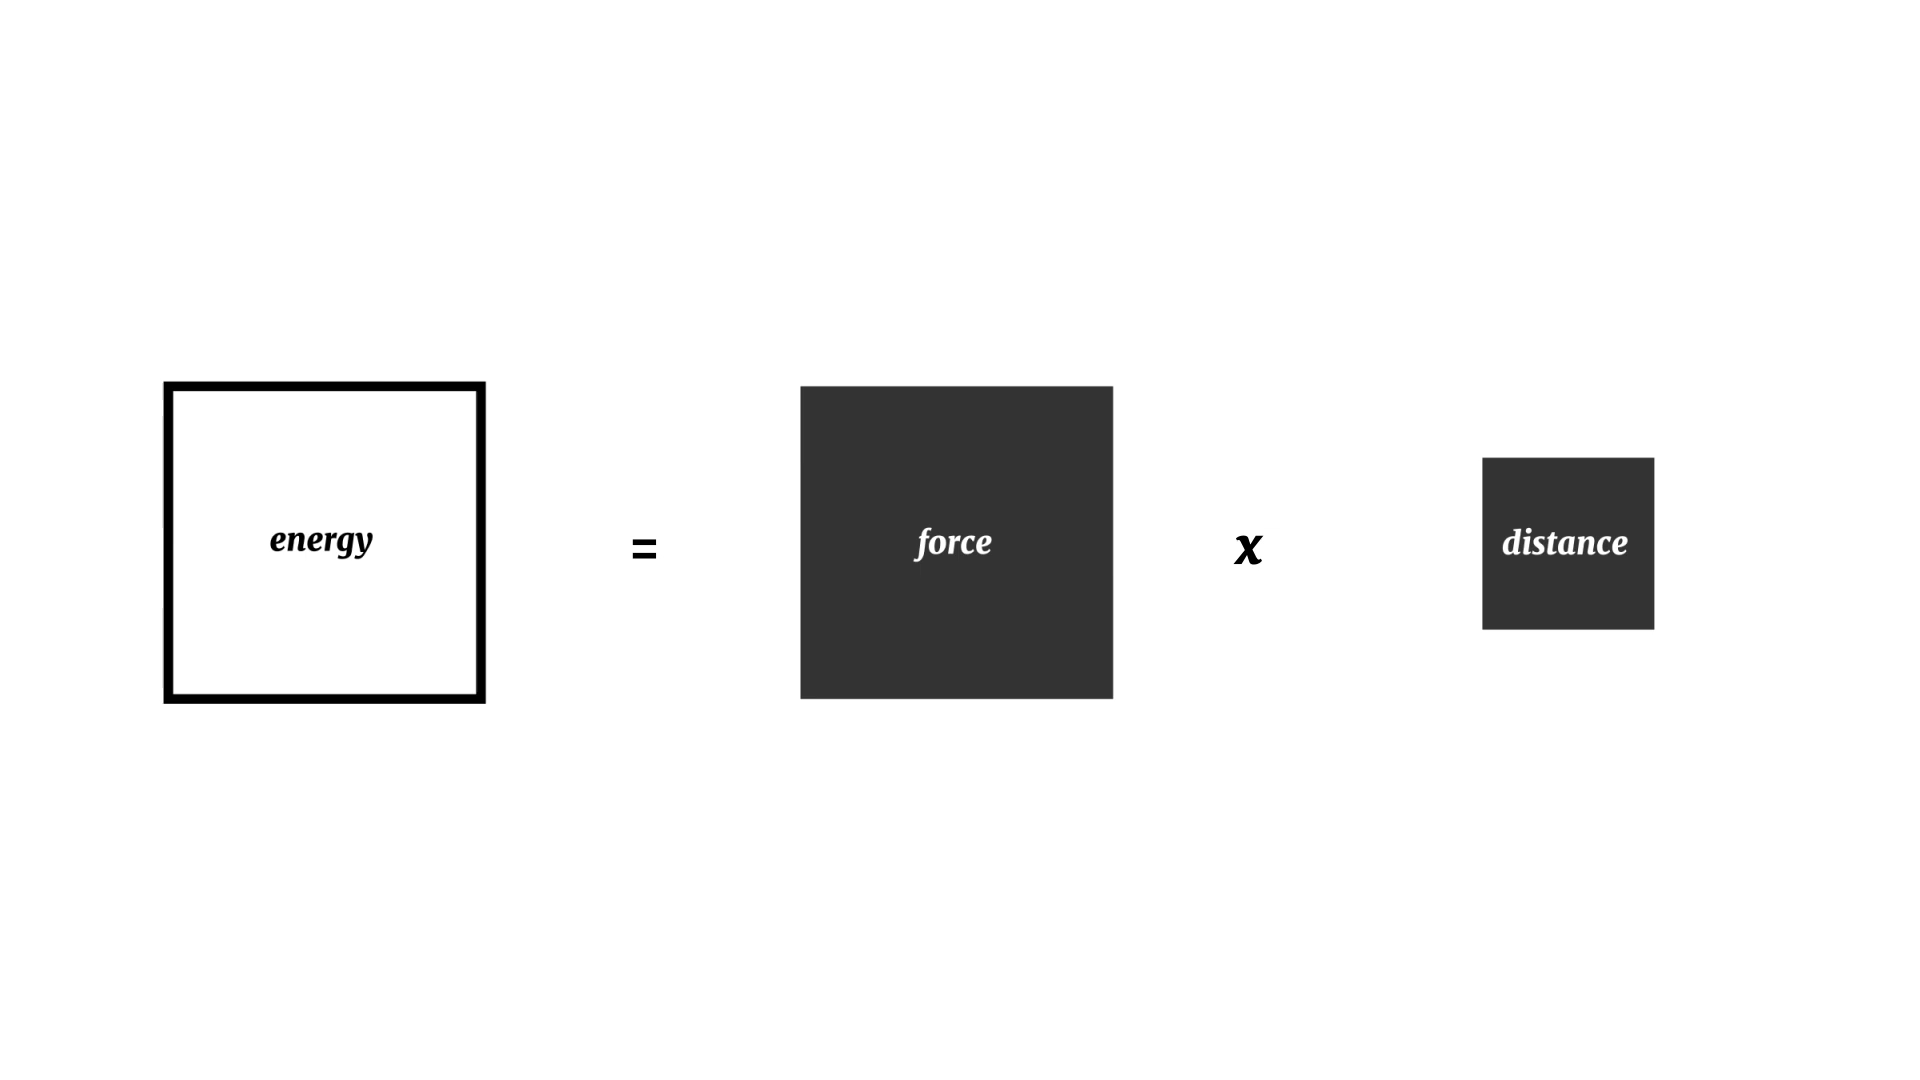 energy = force x distance